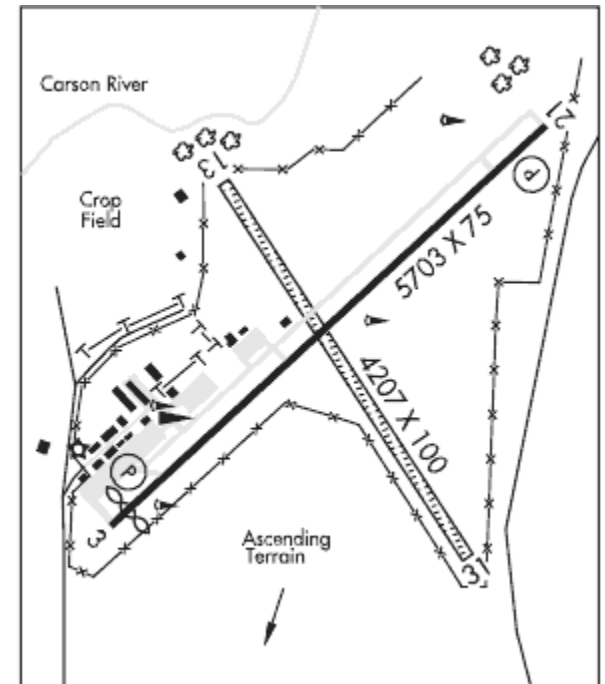 Carson River
21
13
Crop
Field
P
5703 X 75
4207 X 100
P
3
Ascending
Terrain
31